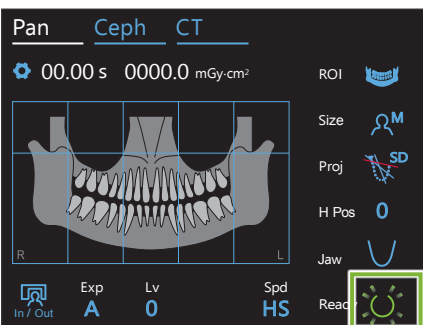 Pan Ceph CT
00.00 s 0000.0 mGy·cm²
ROI
Size M
Proj SD
H Pos 0
R L
Jaw
Exp Lv Spd
In / Out A 0 HS